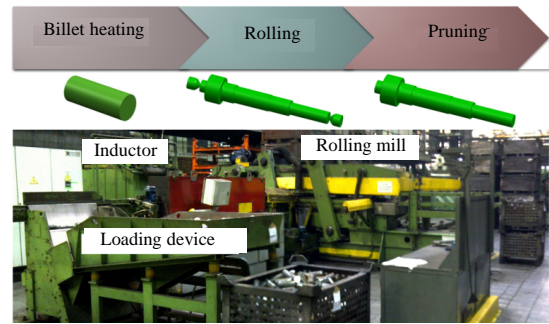 Billet heating
Rolling
Pruning
Inductor
Rolling mill
Loading device